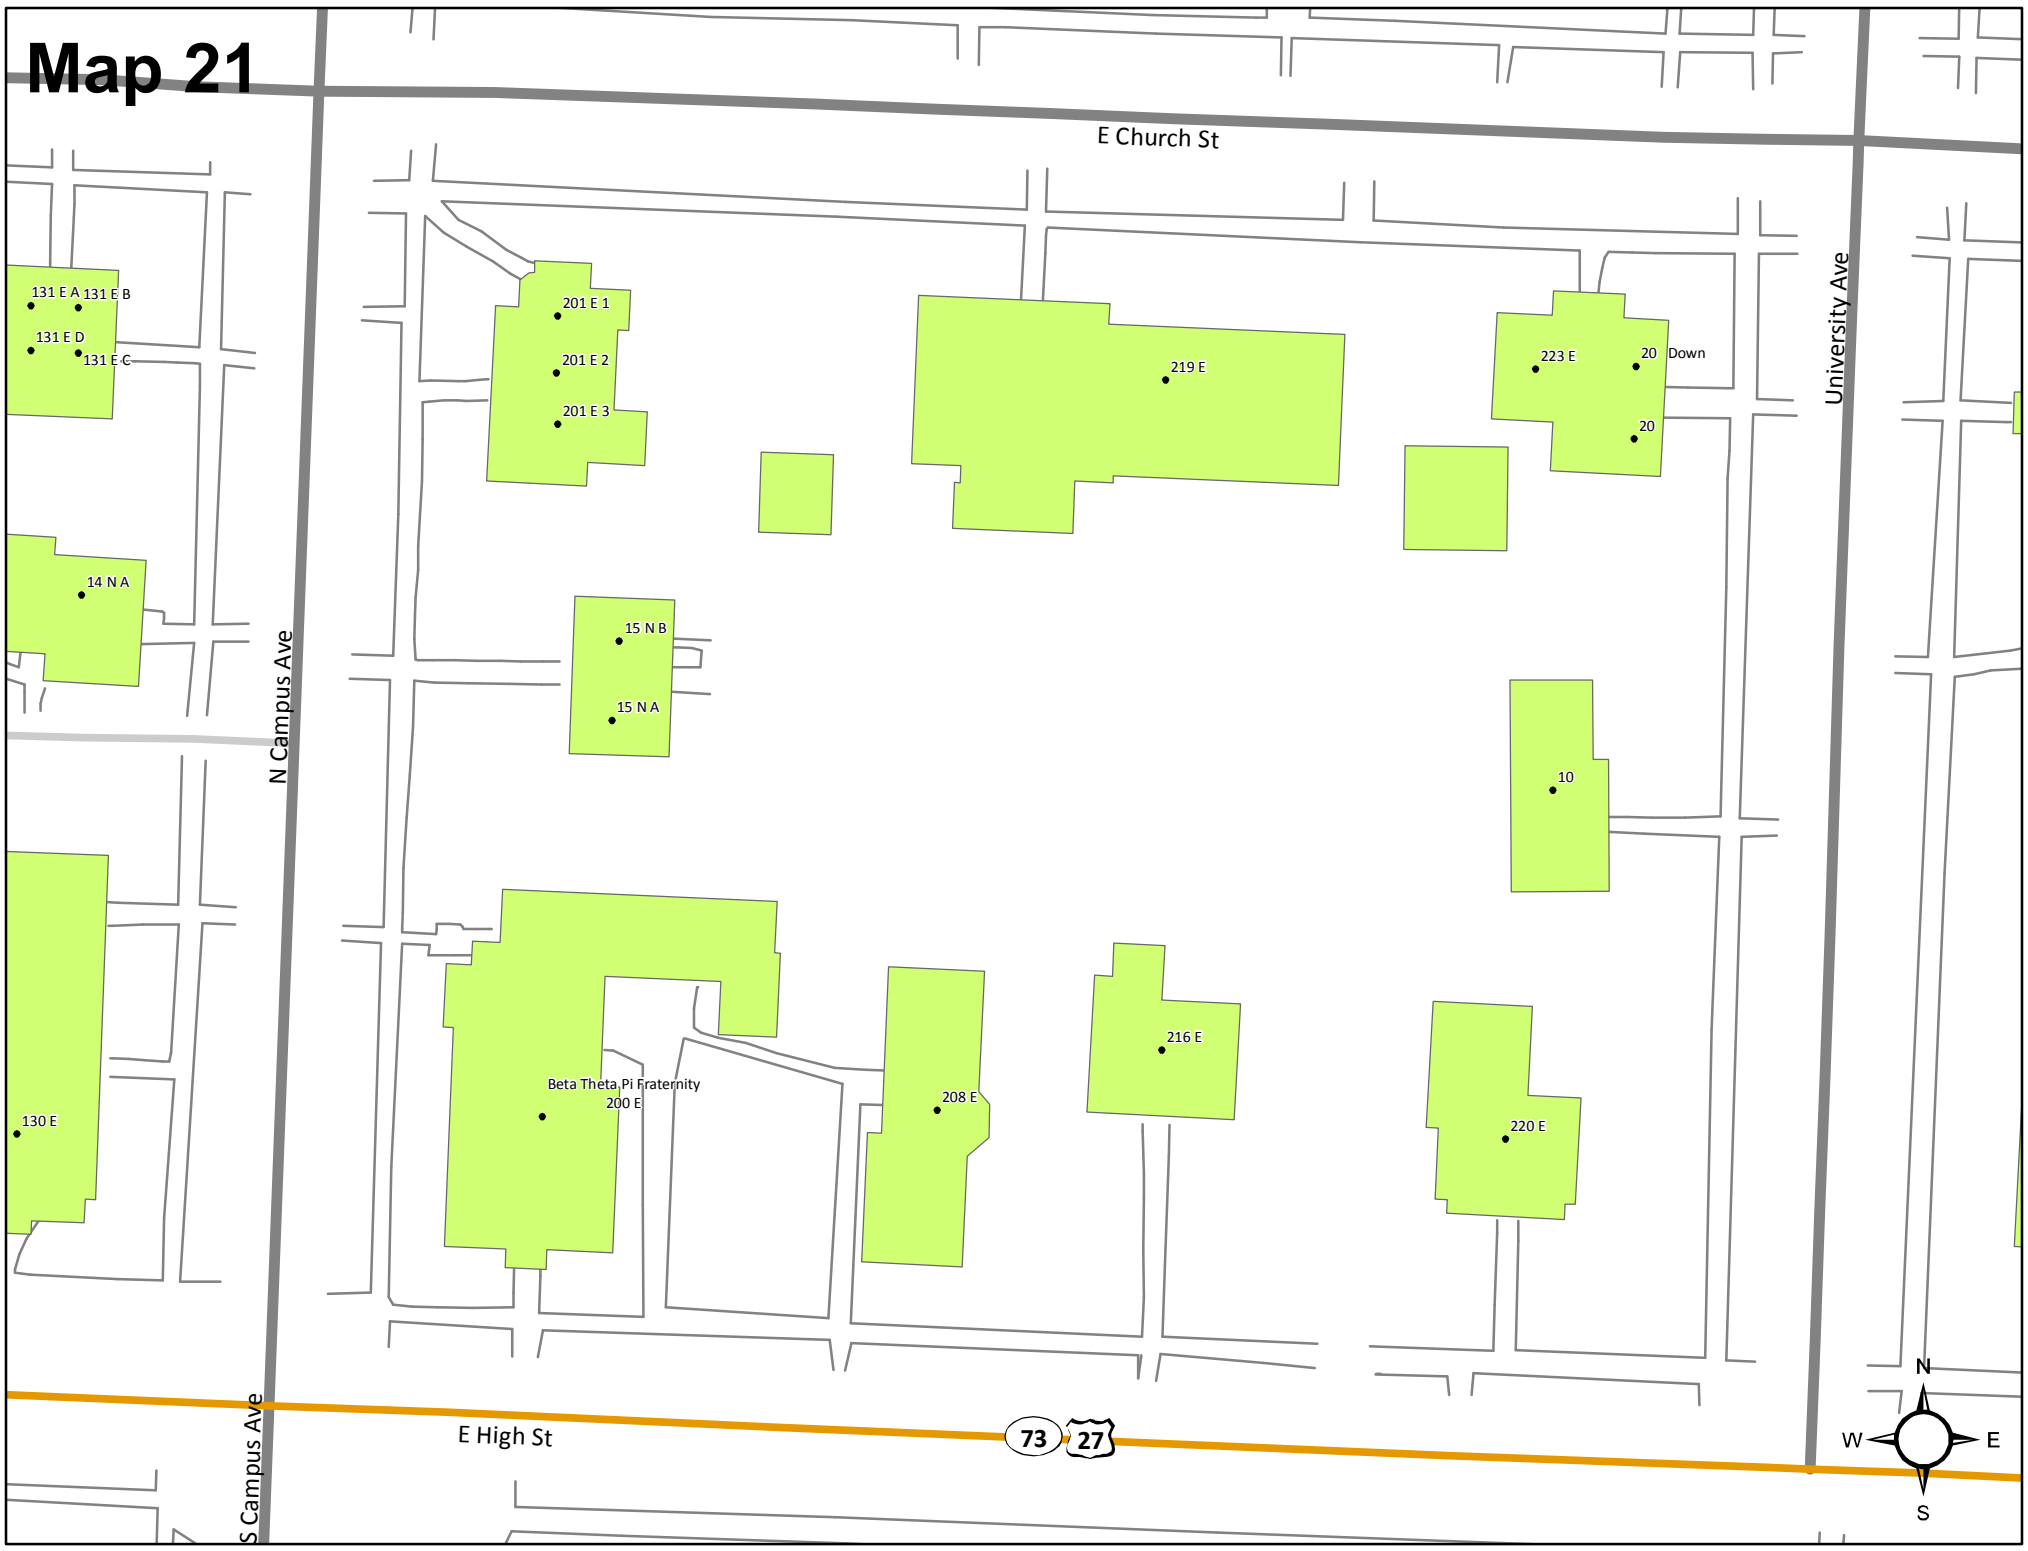 Map 21
E Church St
131 E A
131 E B
131 E D
131 E C
201 E 1
201 E 2
201 E 3
219 E
223 E
20 Down
20
University Ave
14 N A
15 N B
15 N A
N Campus Ave
10
130 E
Beta Theta Pi Fraternity
200 E
208 E
216 E
220 E
S Campus Ave
E High St
73
27
N
W
E
S